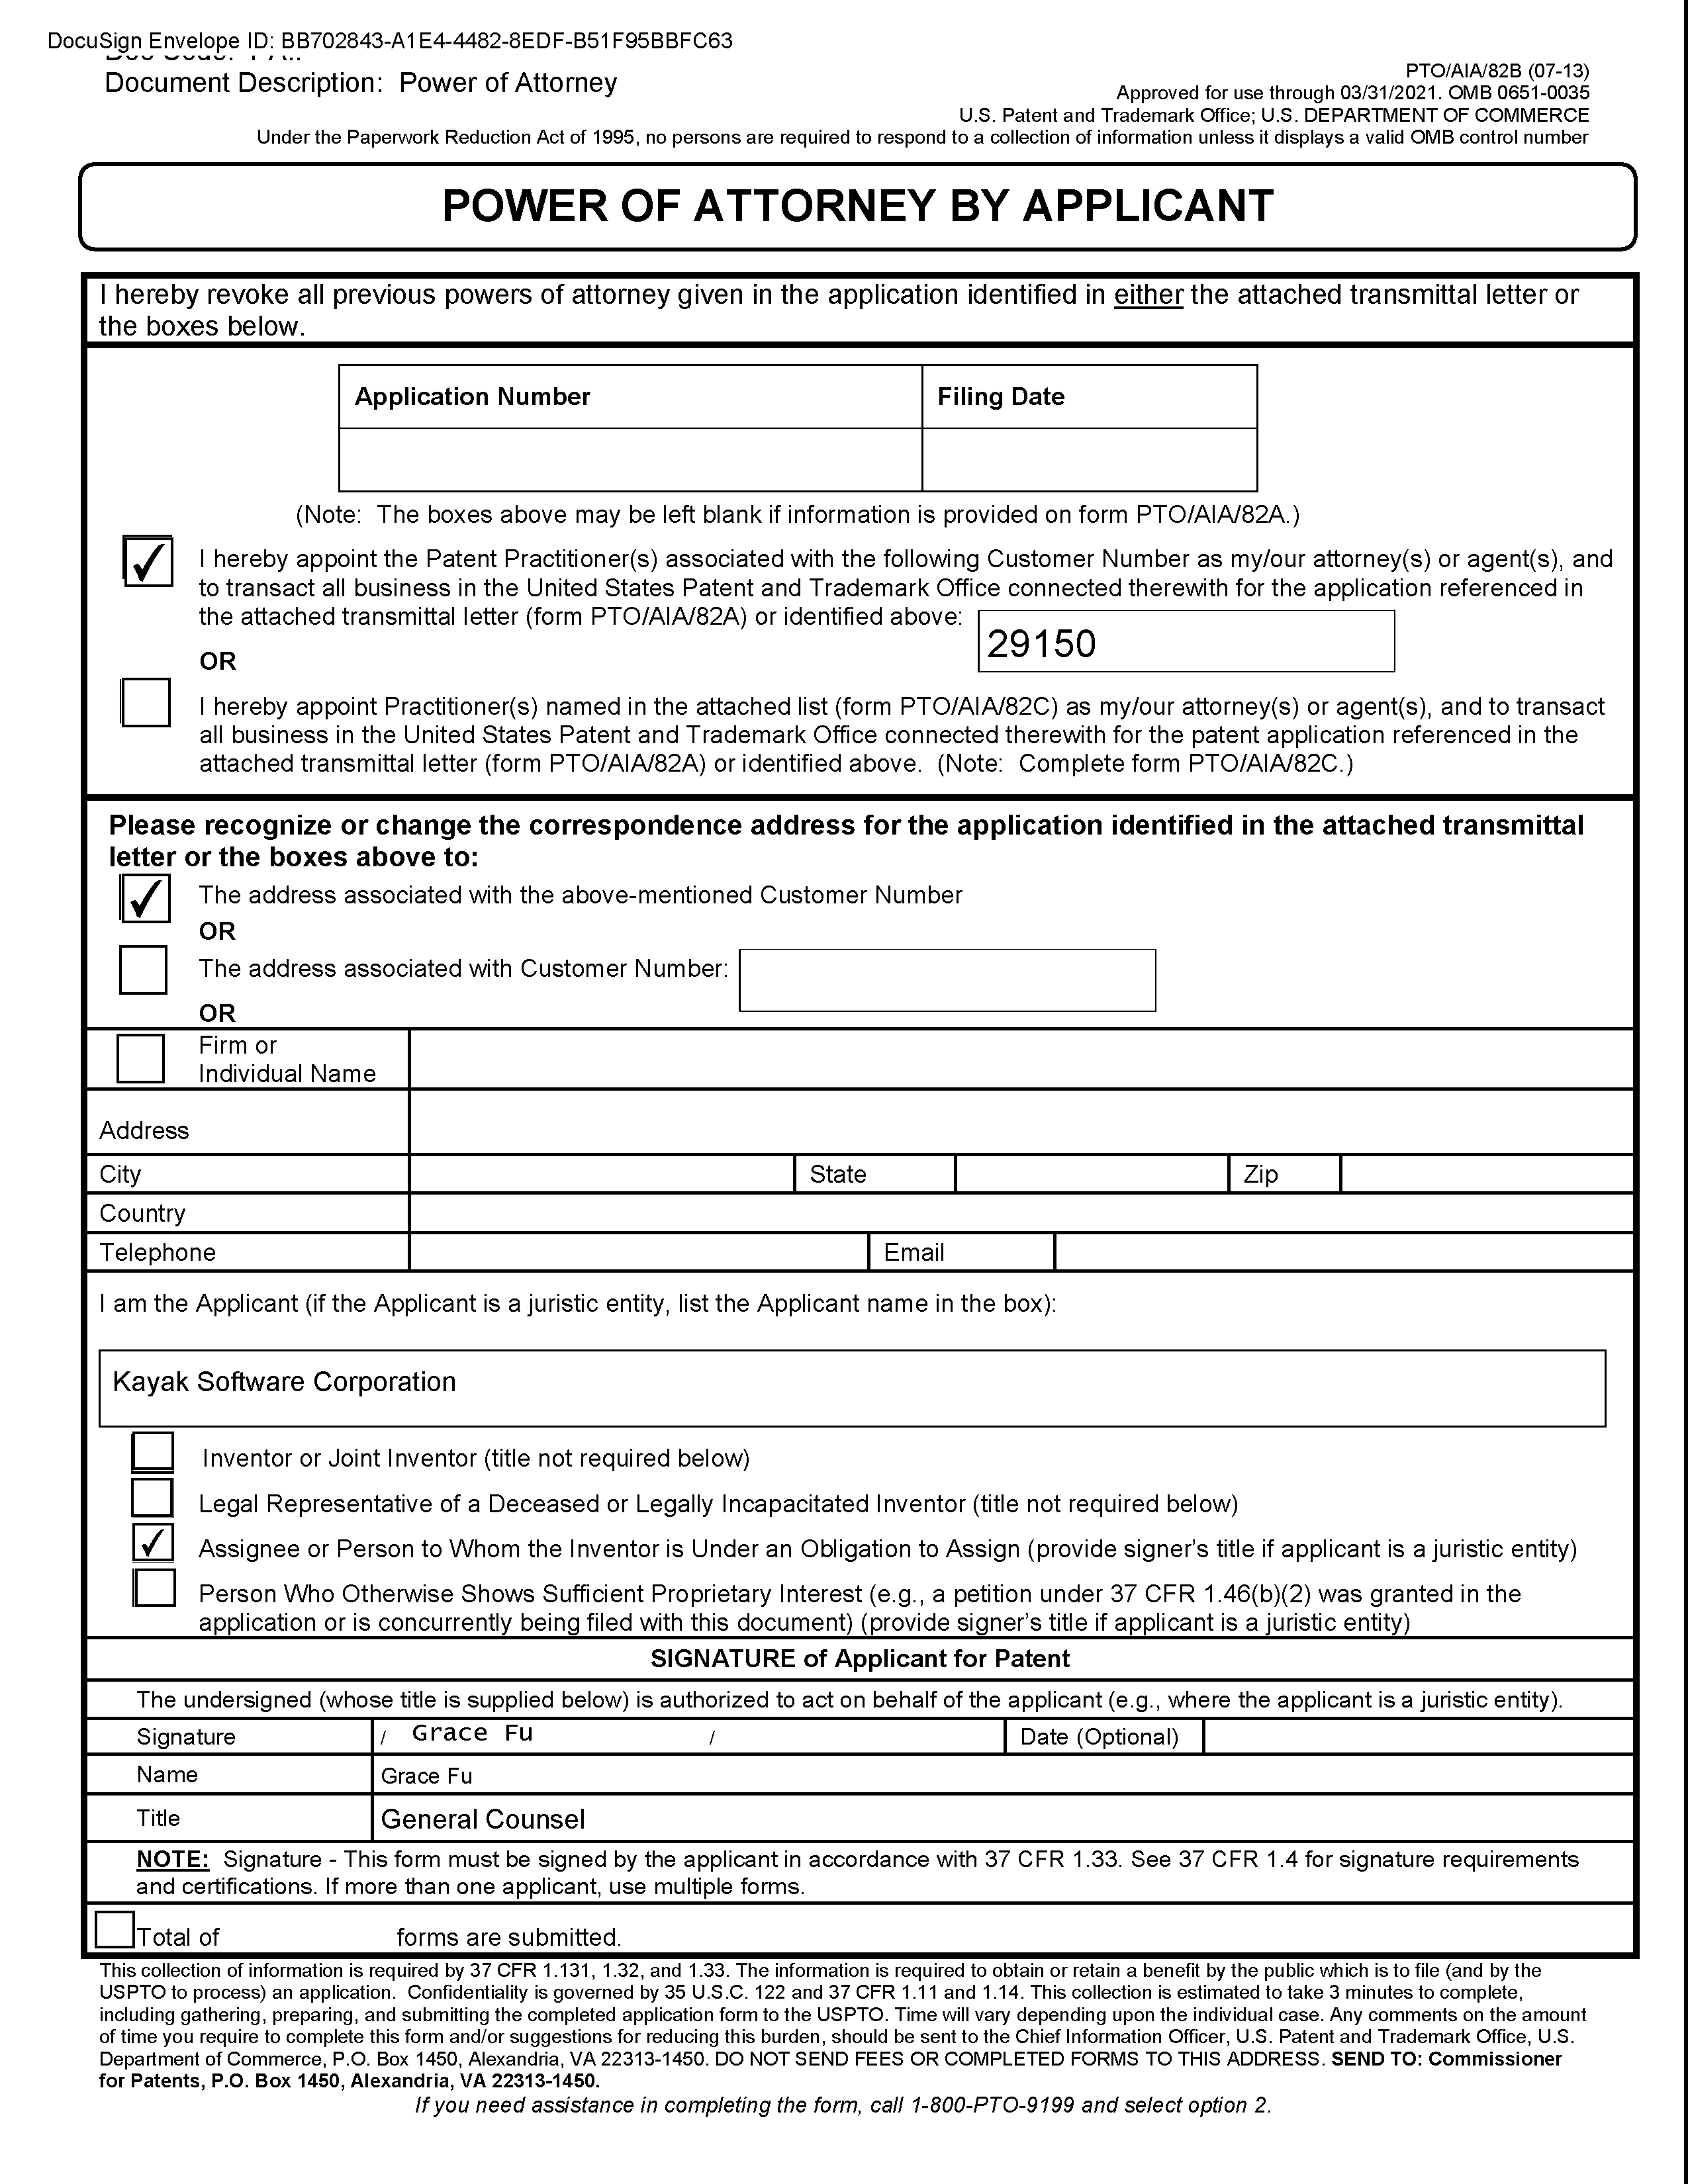 DocuSign Envelope ID: BB702843-A1E4-4482-8EDF-B51F95BBFC63
Document Description: Power of Attorney
PTO/AIA/82B (07-13)
Approved for use through 03/31/2021. OMB 0651-0035
U.S. Patent and Trademark Office; U.S. DEPARTMENT OF COMMERCE
Under the Paperwork Reduction Act of 1995, no persons are required to respond to a collection of information unless it displays a valid OMB control number
POWER OF ATTORNEY BY APPLICANT
I hereby revoke all previous powers of attorney given in the application identified in either the attached transmittal letter or
the boxes below.
Application Number Filing Date
(Note: The boxes above may be left blank if information is provided on form PTO/AIA/82A.)
I hereby appoint the Patent Practitioner(s) associated with the following Customer Number as my/our attorney(s) or agent(s), and
to transact all business in the United States Patent and Trademark Office connected therewith for the application referenced in
the attached transmittal letter (form PTO/AIA/82A) or identified above:
29150
OR
I hereby appoint Practitioner(s) named in the attached list (form PTO/AIA/82C) as my/our attorney(s) or agent(s), and to transact
all business in the United States Patent and Trademark Office connected therewith for the patent application referenced in the
attached transmittal letter (form PTO/AIA/82A) or identified above. (Note: Complete form PTO/AIA/82C.)
Please recognize or change the correspondence address for the application identified in the attached transmittal
letter or the boxes above to:
The address associated with the above-mentioned Customer Number
OR
The address associated with Customer Number:
OR
Firm or
Individual Name
Address
City State Zip
Country
Telephone Email
I am the Applicant (if the Applicant is a juristic entity, list the Applicant name in the box):
Kayak Software Corporation
Inventor or Joint Inventor (title not required below)
Legal Representative of a Deceased or Legally Incapacitated Inventor (title not required below)
Assignee or Person to Whom the Inventor is Under an Obligation to Assign (provide signer's title if applicant is a juristic entity)
Person Who Otherwise Shows Sufficient Proprietary Interest (e.g., a petition under 37 CFR 1.46(b)(2) was granted in the
application or is concurrently being filed with this document) (provide signer's title if applicant is a juristic entity)
SIGNATURE of Applicant for Patent
The undersigned (whose title is supplied below) is authorized to act on behalf of the applicant (e.g., where the applicant is a juristic entity).
Signature / Grace Fu / Date (Optional)
Name Grace Fu
Title General Counsel
NOTE: Signature - This form must be signed by the applicant in accordance with 37 CFR 1.33. See 37 CFR 1.4 for signature requirements
and certifications. If more than one applicant, use multiple forms.
Total of forms are submitted.
This collection of information is required by 37 CFR 1.131, 1.32, and 1.33. The information is required to obtain or retain a benefit by the public which is to file (and by the
USPTO to process) an application. Confidentiality is governed by 35 U.S.C. 122 and 37 CFR 1.11 and 1.14. This collection is estimated to take 3 minutes to complete,
including gathering, preparing, and submitting the completed application form to the USPTO. Time will vary depending upon the individual case. Any comments on the amount
of time you require to complete this form and/or suggestions for reducing this burden, should be sent to the Chief Information Officer, U.S. Patent and Trademark Office, U.S.
Department of Commerce, P.O. Box 1450, Alexandria, VA 22313-1450. DO NOT SEND FEES OR COMPLETED FORMS TO THIS ADDRESS. SEND TO: Commissioner
for Patents, P.O. Box 1450, Alexandria, VA 22313-1450.
If you need assistance in completing the form, call 1-800-PTO-9199 and select option 2.